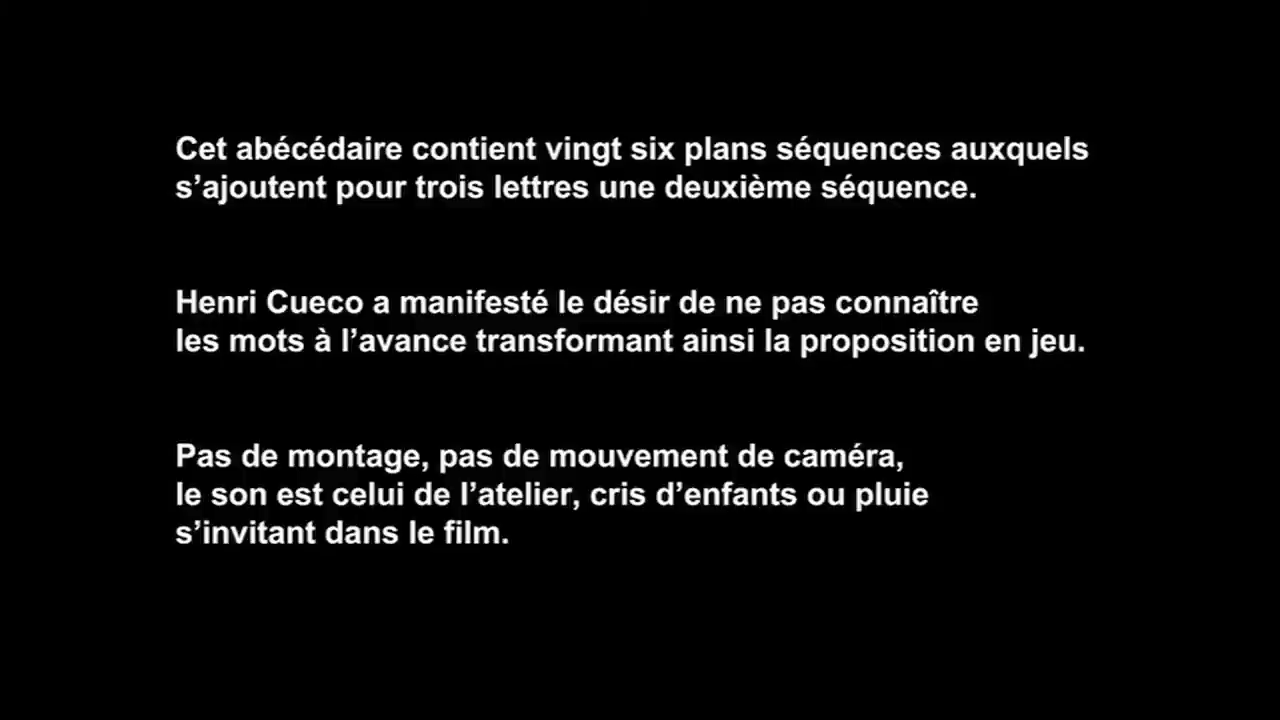 Cet abécédaire contient vingt six plans séquences auxquels
s’ajoutent pour trois lettres une deuxième séquence.
Henri Cueco a manifesté le désir de ne pas connaître
les mots à l’avance transformant ainsi la proposition en jeu.
Pas de montage, pas de mouvement de caméra,
le son est celui de l’atelier, cris d’enfants ou pluie
s’invitant dans le film.